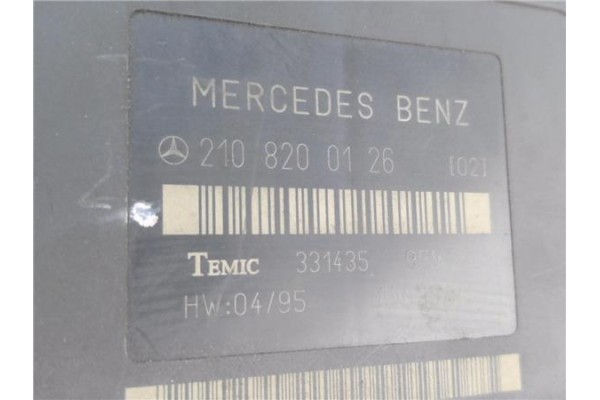 MERCEDES BENZ
210 820 01 26 [02]
TEMIC 331435
HW:04/95